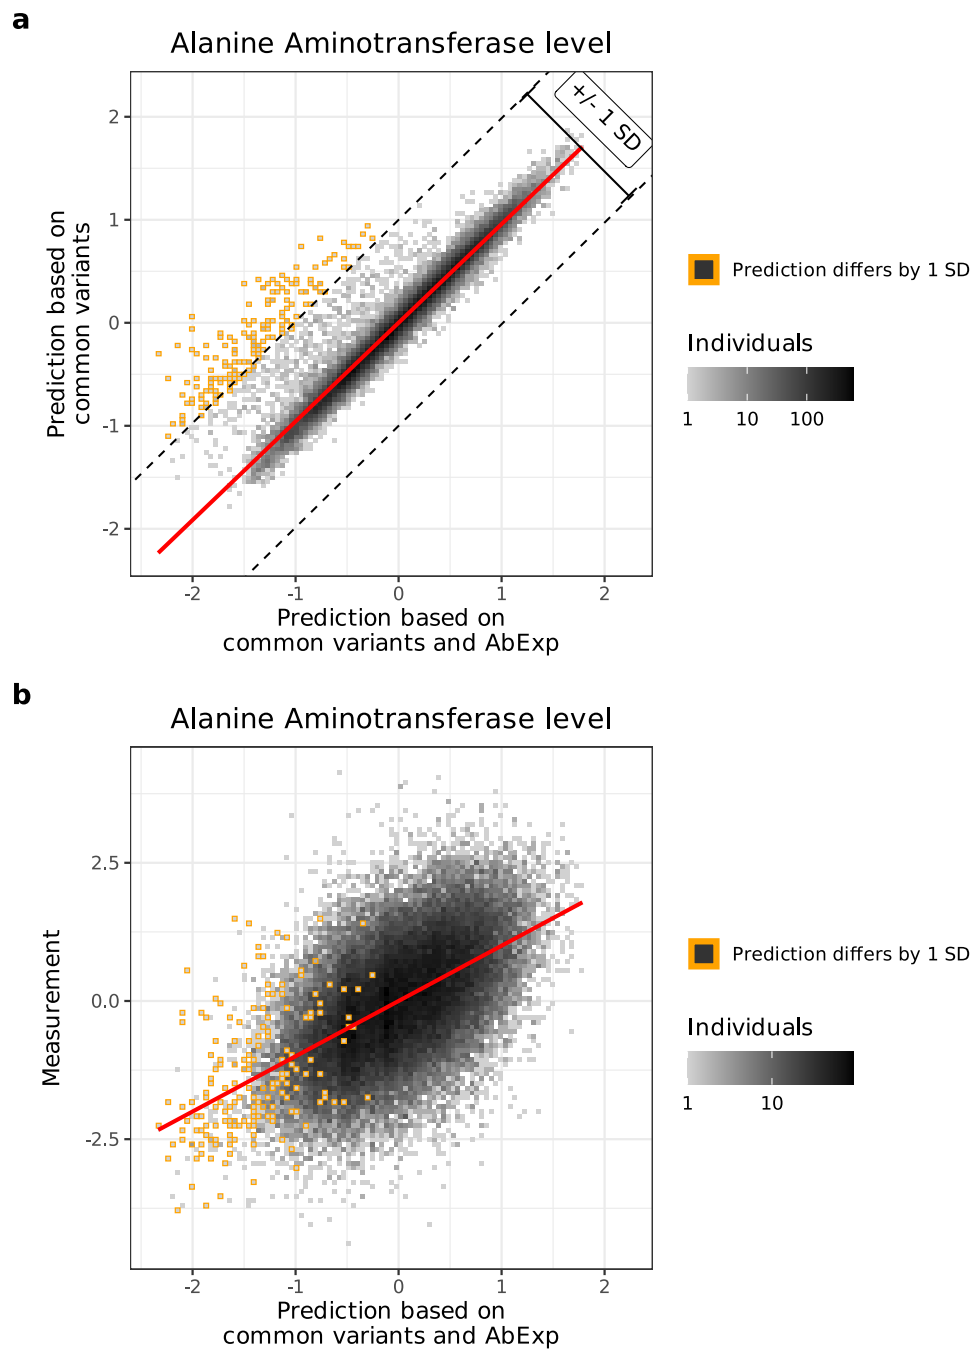 a
Alanine Aminotransferase level
+/- 1 SD
2
1
0
-1
-2
Prediction based on
common variants
-2
-1
0
1
2
Prediction based on
common variants and AbExp
Prediction differs by 1 SD
Individuals
1
10
100
b
Alanine Aminotransferase level
2.5
0.0
-2.5
Measurement
-2
-1
0
1
2
Prediction based on
common variants and AbExp
Prediction differs by 1 SD
Individuals
1
10